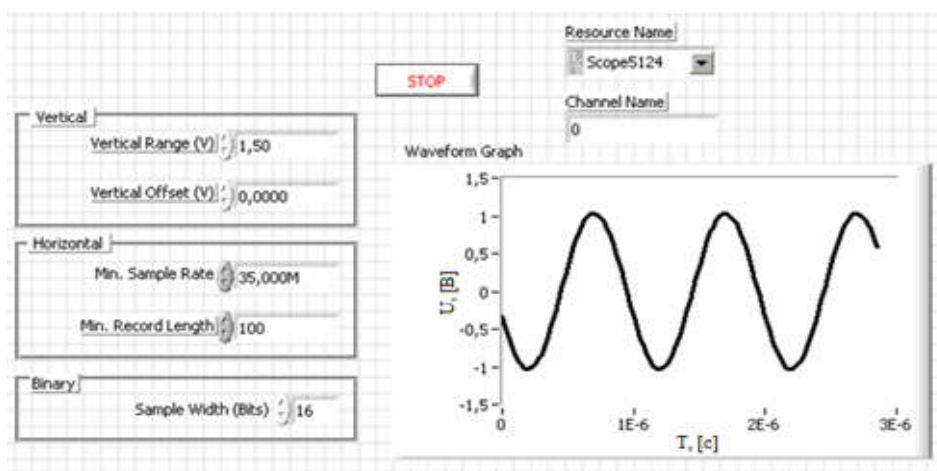 Resource Name
Scope5124
STOP
Channel Name
0
Vertical
Vertical Range (V) 1,50
Vertical Offset (V) 0,0000
Horizontal
Min. Sample Rate 35,000M
Min. Record Length 100
Binary
Sample Width (Bits) 16
Waveform Graph
1,5
1
0,5
0
-0,5
-1
-1,5
U, [В]
0 1E-6 2E-6 3E-6
T, [c]